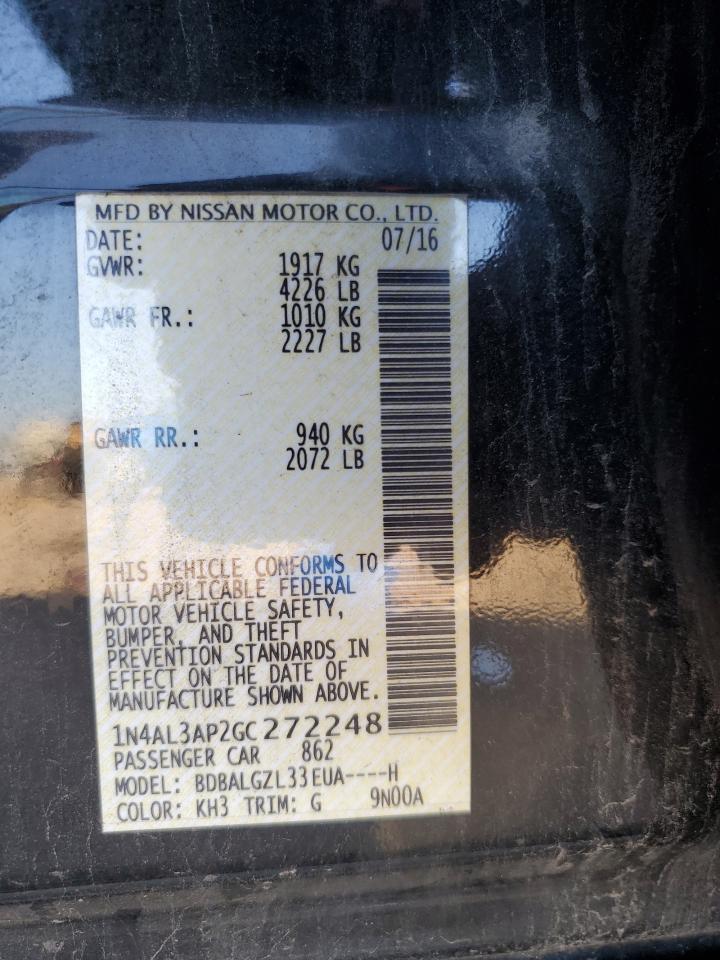 MFD BY NISSAN MOTOR CO., LTD.
DATE: 07/16
GVWR: 1917 KG
4226 LB
GAWR FR.: 1010 KG
2227 LB
GAWR RR.: 940 KG
2072 LB
THIS VEHICLE CONFORMS TO
ALL APPLICABLE FEDERAL
MOTOR VEHICLE SAFETY,
BUMPER, AND THEFT
PREVENTION STANDARDS IN
EFFECT ON THE DATE OF
MANUFACTURE SHOWN ABOVE.
1N4AL3AP2GC272248
PASSENGER CAR 862
MODEL: BDBALGZL33EUA----H
COLOR: KH3 TRIM: G 9N00A